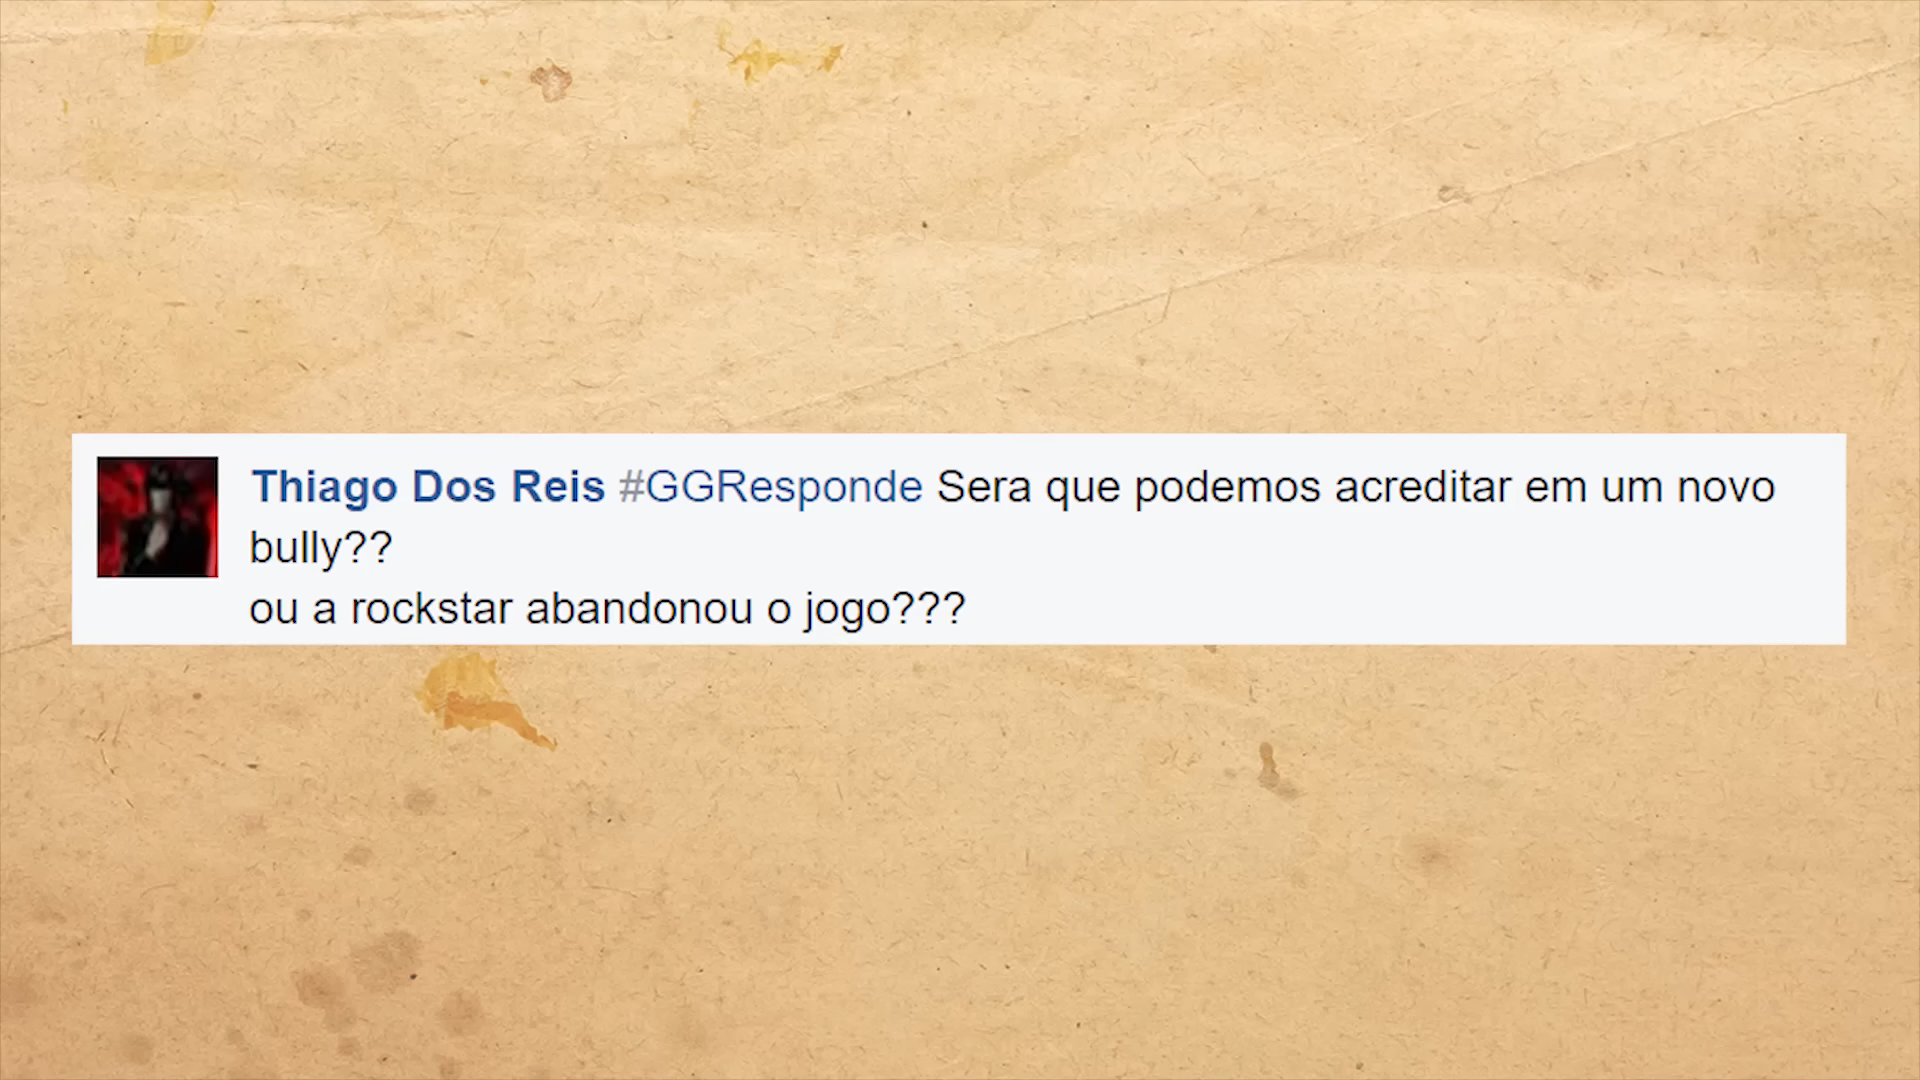 Thiago Dos Reis #GGResponde Sera que podemos acreditar em um novo
bully??
ou a rockstar abandonou o jogo???